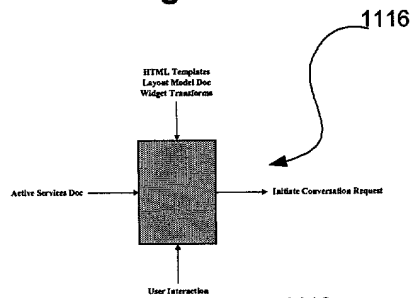 1116
HTML Templates
Layout Model Doc
Widget Transforms
Active Services Doc
Initiate Conversation Request
User Interaction